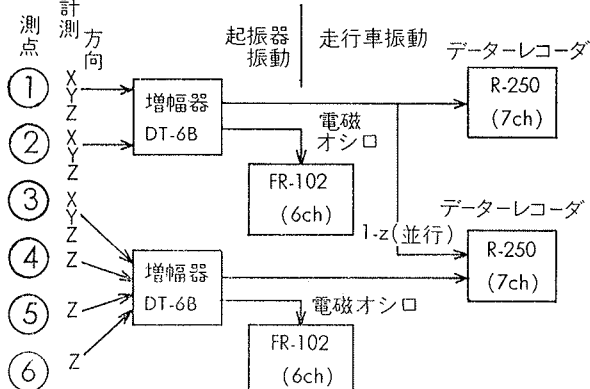 測点
計測方向
起振器振動
走行車振動
データーレコーダ
① XYZ
増幅器
DT-6B
R-250
(7ch)
② XYZ
電磁オシロ
FR-102
(6ch)
③ XYZ
データーレコーダ
1-z(並行)
R-250
(7ch)
④ Z
増幅器
DT-6B
⑤ Z
電磁オシロ
FR-102
(6ch)
⑥ Z